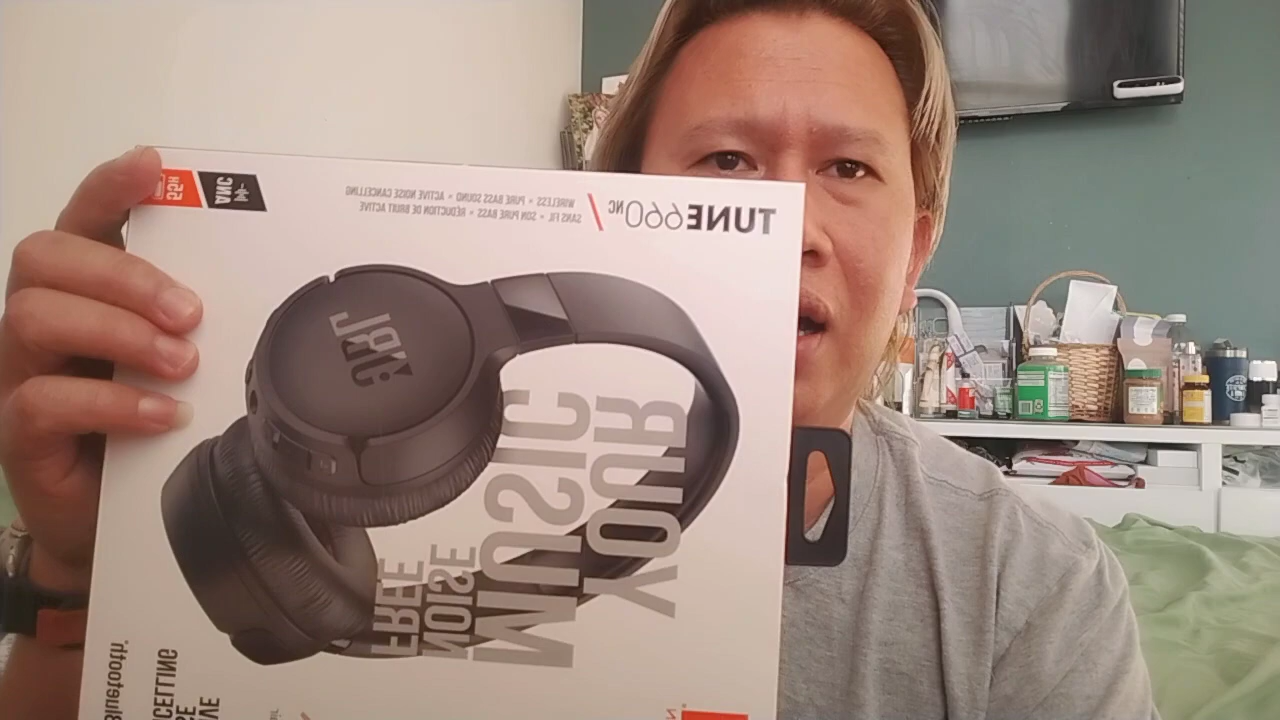 TUNE660NC
WIRELESS × PURE BASS SOUND × ACTIVE NOISE CANCELLING
SANS FIL × SON PURE BASS × RÉDUCTION DE BRUIT ACTIVE
ANC
55H
JBL
YOUR
MUSIC
NOISE
FREE
Bluetooth®